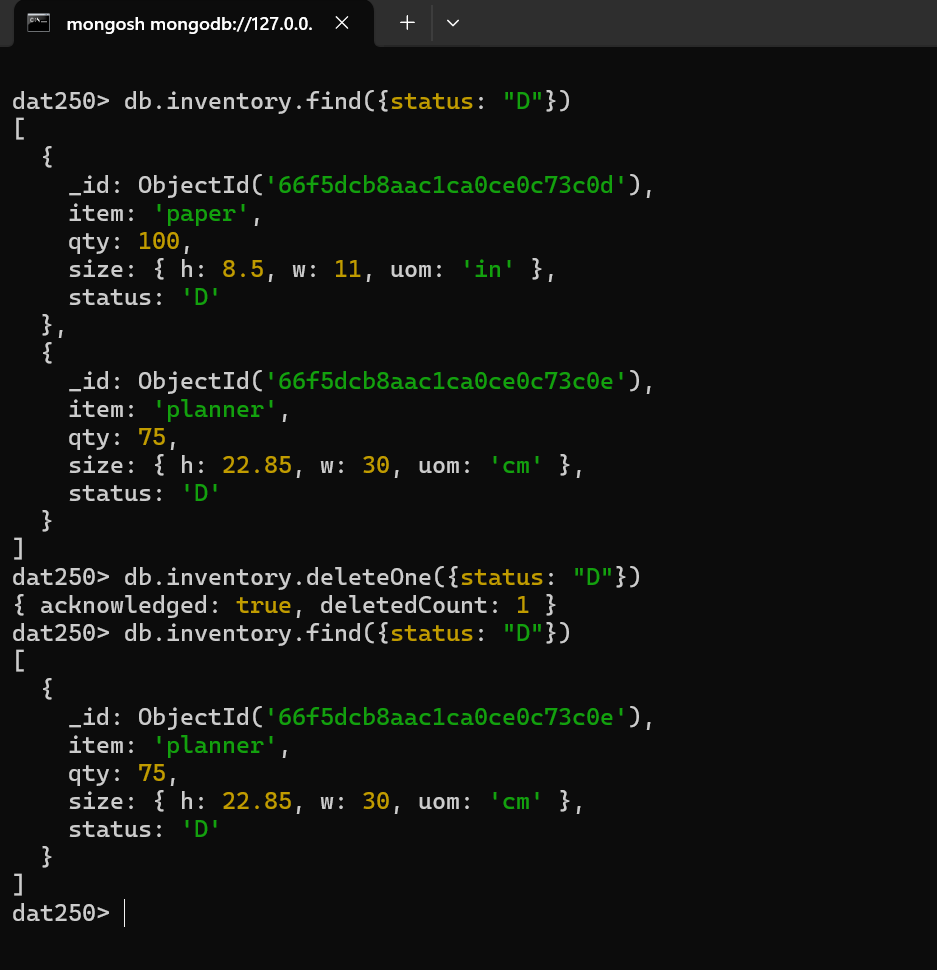 mongosh mongodb://127.0.0.
dat250> db.inventory.find({status: "D"})
[
  {
    _id: ObjectId('66f5dcb8aac1ca0ce0c73c0d'),
    item: 'paper',
    qty: 100,
    size: { h: 8.5, w: 11, uom: 'in' },
    status: 'D'
  },
  {
    _id: ObjectId('66f5dcb8aac1ca0ce0c73c0e'),
    item: 'planner',
    qty: 75,
    size: { h: 22.85, w: 30, uom: 'cm' },
    status: 'D'
  }
]
dat250> db.inventory.deleteOne({status: "D"})
{ acknowledged: true, deletedCount: 1 }
dat250> db.inventory.find({status: "D"})
[
  {
    _id: ObjectId('66f5dcb8aac1ca0ce0c73c0e'),
    item: 'planner',
    qty: 75,
    size: { h: 22.85, w: 30, uom: 'cm' },
    status: 'D'
  }
]
dat250>